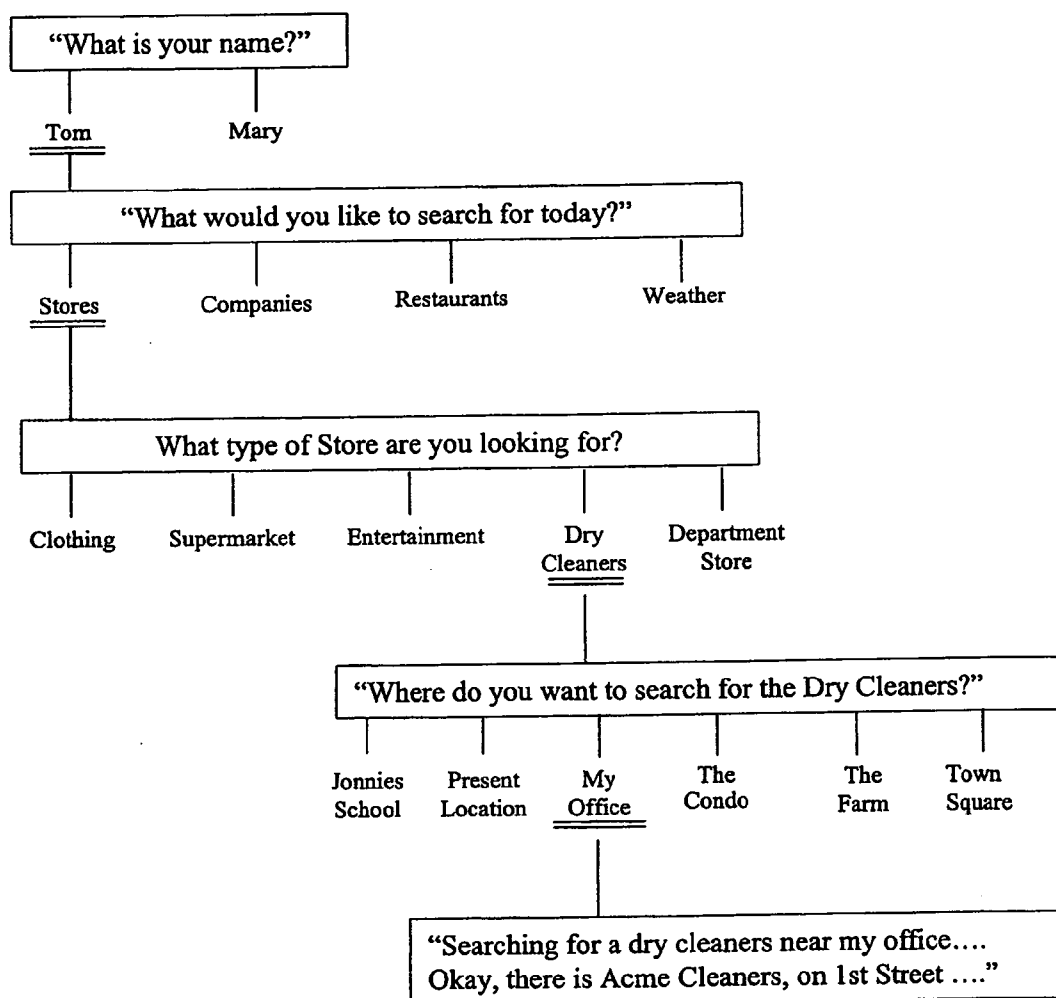 “What is your name?”
Tom
Mary
“What would you like to search for today?”
Stores
Companies
Restaurants
Weather
What type of Store are you looking for?
Clothing
Supermarket
Entertainment
Dry
Cleaners
Department
Store
“Where do you want to search for the Dry Cleaners?”
Jonnies
School
Present
Location
My
Office
The
Condo
The
Farm
Town
Square
“Searching for a dry cleaners near my office....
Okay, there is Acme Cleaners, on 1st Street ....”